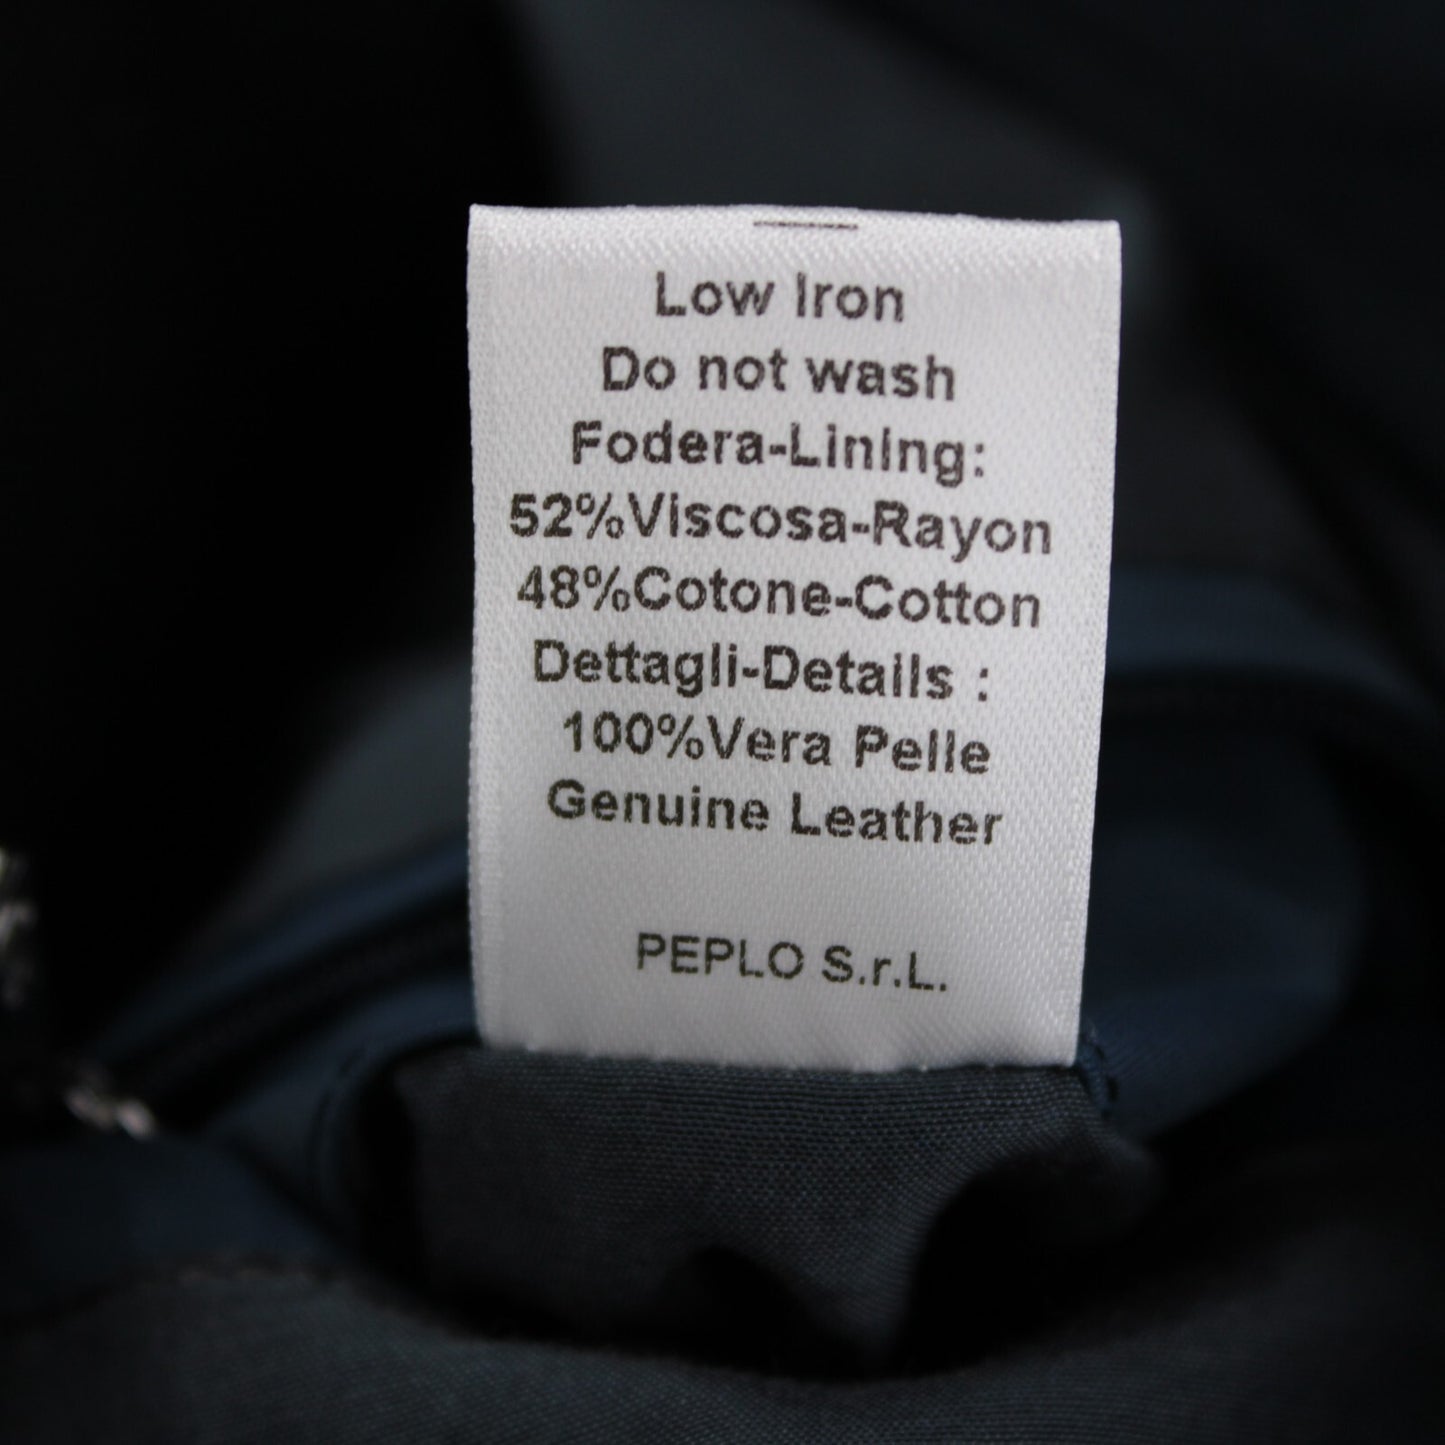 Low Iron
Do not wash
Fodera-Lining:
52%Viscosa-Rayon
48%Cotone-Cotton
Dettagli-Details :
100%Vera Pelle
Genuine Leather
PEPLO S.r.L.